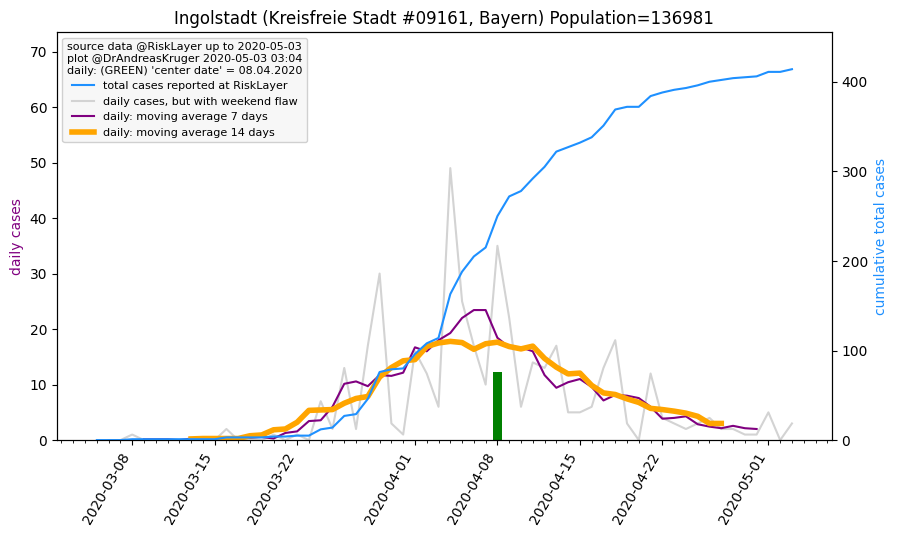 Ingolstadt (Kreisfreie Stadt #09161, Bayern) Population=136981
source data @RiskLayer up to 2020-05-03
plot @DrAndreasKruger 2020-05-03 03:04
daily: (GREEN) 'center date' = 08.04.2020
total cases reported at RiskLayer
daily cases, but with weekend flaw
daily: moving average 7 days
daily: moving average 14 days
daily cases
70
60
50
40
30
20
10
0
cumulative total cases
400
300
200
100
0
2020-03-08
2020-03-15
2020-03-22
2020-04-01
2020-04-08
2020-04-15
2020-04-22
2020-05-01